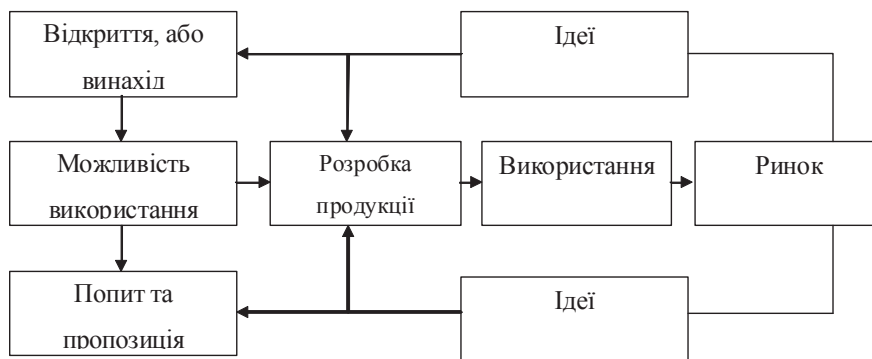 Відкриття, або
винахід
Ідеї
Можливість
використання
Розробка
продукції
Використання
Ринок
Попит та
пропозиція
Ідеї